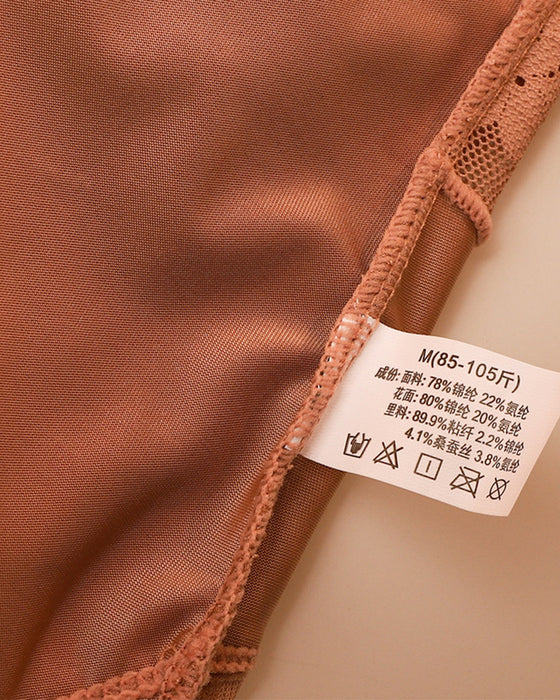 M(85-105斤)
成份:面料:78%锦纶 22%氨纶
花面:80%锦纶 20%氨纶
里料:89.9%粘纤 2.2%锦纶
4.1%桑蚕丝 3.8%氨纶